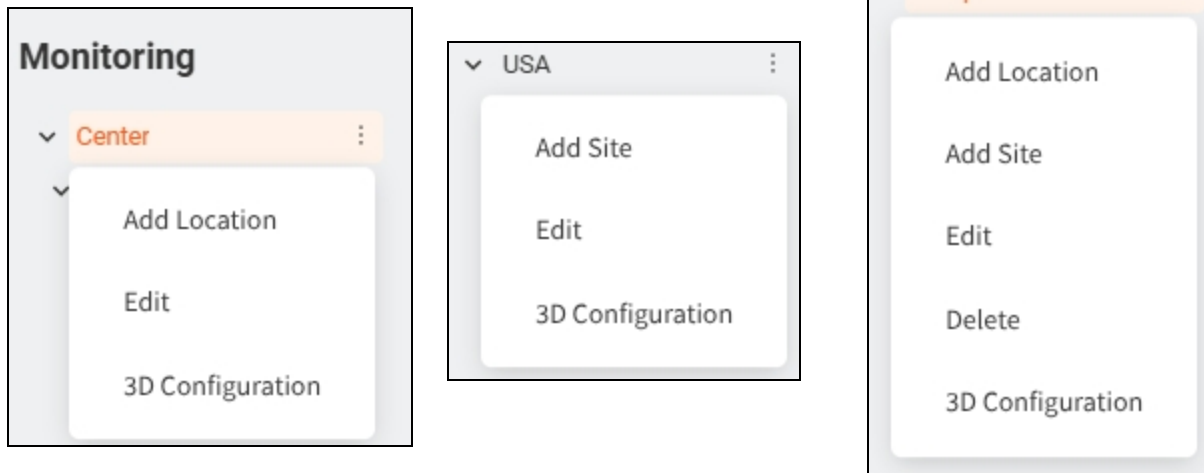 Monitoring
Center
Add Location
Edit
3D Configuration
USA
Add Site
Edit
3D Configuration
Add Location
Add Site
Edit
Delete
3D Configuration